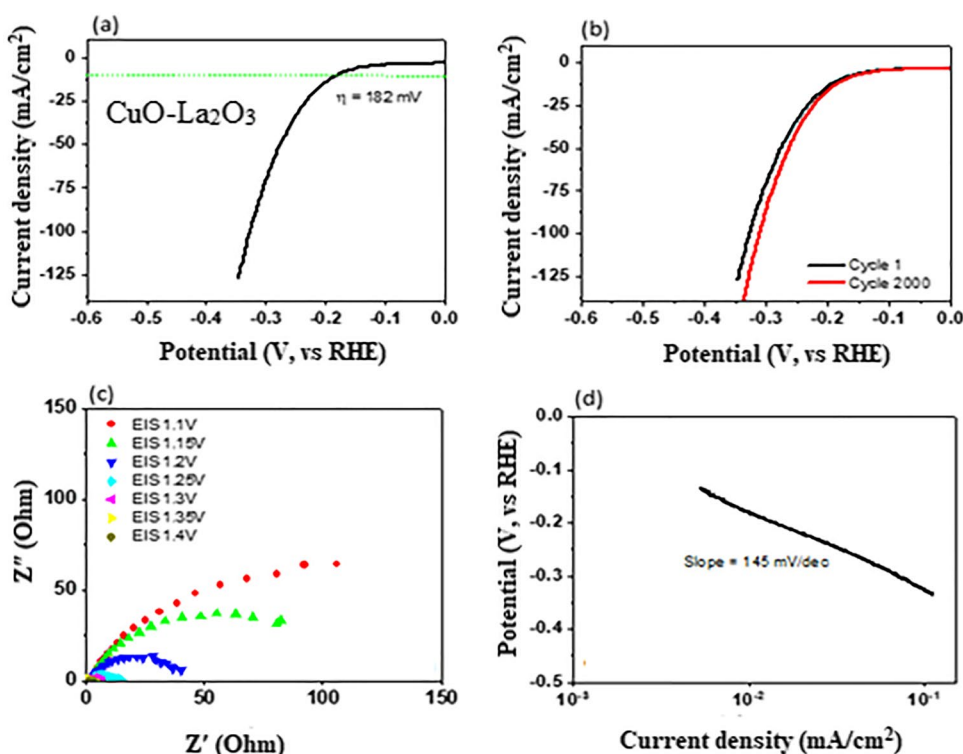 (a)
0
-25
-50
-75
-100
-125
Current density (mA/cm²)
η = 182 mV
CuO-La₂O₃
-0.6
-0.5
-0.4
-0.3
-0.2
-0.1
0.0
Potential (V, vs RHE)
(b)
0
-25
-50
-75
-100
-125
Current density (mA/cm²)
Cycle 1
Cycle 2000
-0.6
-0.5
-0.4
-0.3
-0.2
-0.1
0.0
Potential (V, vs RHE)
(c)
150
100
50
0
Z″ (Ohm)
EIS 1.1V
EIS 1.15V
EIS 1.2V
EIS 1.25V
EIS 1.3V
EIS 1.35V
EIS 1.4V
0
50
100
150
Z′ (Ohm)
(d)
0.0
-0.1
-0.2
-0.3
-0.4
-0.5
Potential (V, vs RHE)
Slope = 145 mV/dec
10⁻³
10⁻²
10⁻¹
Current density (mA/cm²)